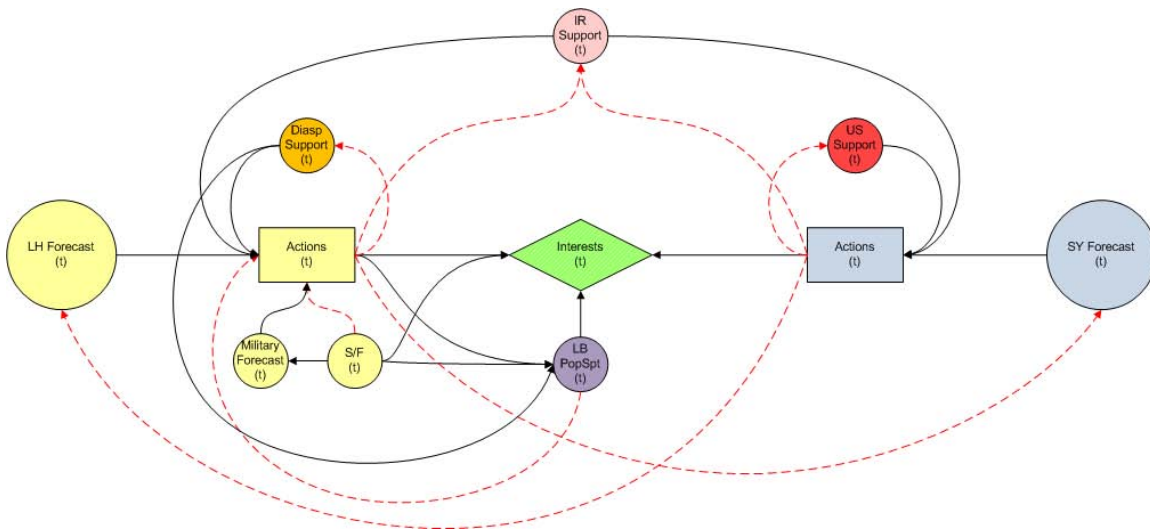 IR
Support
(t)
Diasp
Support
(t)
US
Support
(t)
LH Forecast
(t)
Actions
(t)
Interests
(t)
Actions
(t)
SY Forecast
(t)
Military
Forecast
(t)
S/F
(t)
LB
PopSpt
(t)